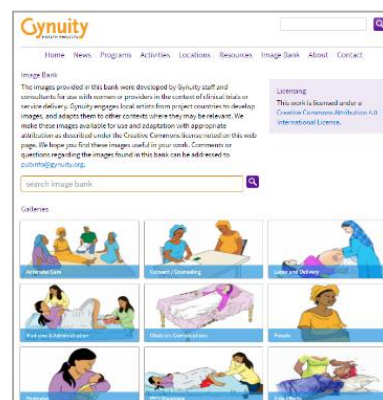 Gynuity
HEALTH PROJECTS
Home News Programs Activities Locations Resources Image Bank About Contact
Image Bank
The images provided in this bank were developed by Gynuity staff and
consultants for use with women or providers in the context of clinical trials or
service delivery. Gynuity engages local artists from project countries to develop
images, and adapts them to other contexts where they may be relevant. We
make these images available for use and adaptation with appropriate
attribution as described under the Creative Commons license noted on this web
page. We hope you find these images useful in your work. Comments or
questions regarding the images found in this bank can be addressed to
pubinfo@gynuity.org.
Licensing
This work is licensed under a
Creative Commons Attribution 4.0
International License.
search image bank
Galleries
Antenatal Care
Consent / Counseling
Labor and Delivery
Medicine & Administration
Obstetric Complications
People
Postnatal
Side Effects